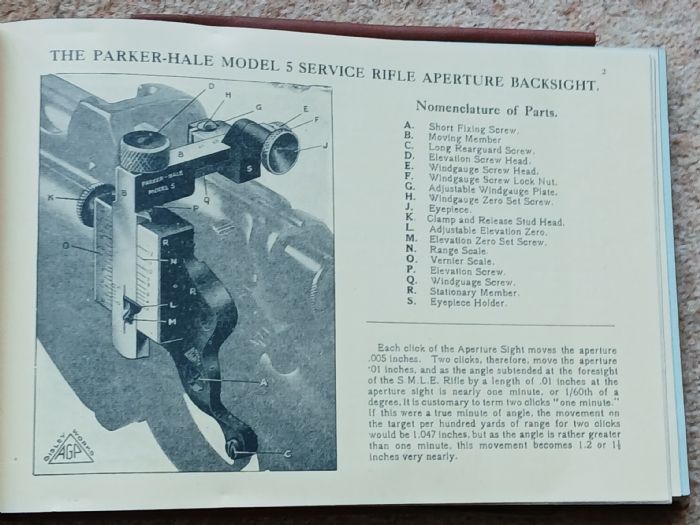 THE PARKER-HALE MODEL 5 SERVICE RIFLE APERTURE BACKSIGHT.
2
D
H
G
E
F
J
B
S
K
B
PARKER-HALE
MODEL 5
Q
P
O
R
N
R
L
M
A
C
BISLEY WORKS
AGP
Nomenclature of Parts.
A. Short Fixing Screw.
B. Moving Member
C. Long Rearguard Screw.
D. Elevation Screw Head.
E. Windgauge Screw Head.
F. Windgauge Screw Lock Nut.
G. Adjustable Windgauge Plate.
H. Windgauge Zero Set Screw.
J. Eyepiece.
K. Clamp and Release Stud Head.
L. Adjustable Elevation Zero.
M. Elevation Zero Set Screw.
N. Range Scale.
O. Vernier Scale.
P. Elevation Screw.
Q. Windguage Screw.
R. Stationary Member.
S. Eyepiece Holder.
Each click of the Aperture Sight moves the aperture
.005 inches. Two clicks, therefore, move the aperture
·01 inches, and as the angle subtended at the foresight
of the S M.L.E. Rifle by a length of .01 inches at the
aperture sight is nearly one minute, or 1/60th of a
degree, it is customary to term two clicks "one minute."
If this were a true minute of angle, the movement on
the target per hundred yards of range for two clicks
would be 1.047 inches, but as the angle is rather greater
than one minute, this movement becomes 1.2 or 1¼
inches very nearly.